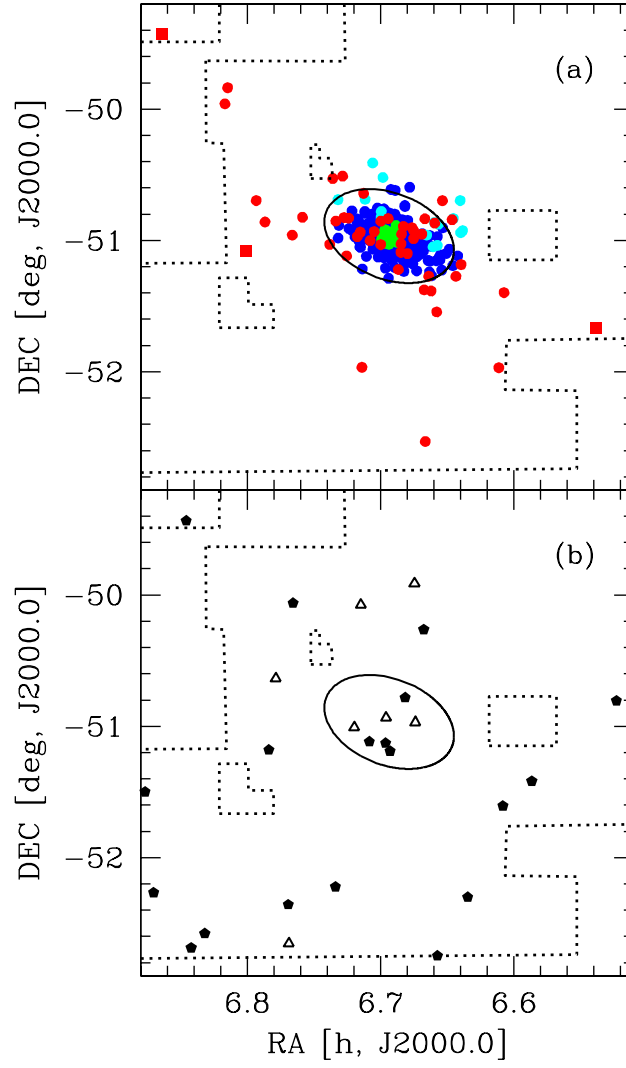 (a)
−50
−51
−52
DEC [deg, J2000.0]
(b)
−50
−51
−52
DEC [deg, J2000.0]
6.8 6.7 6.6
RA [h, J2000.0]